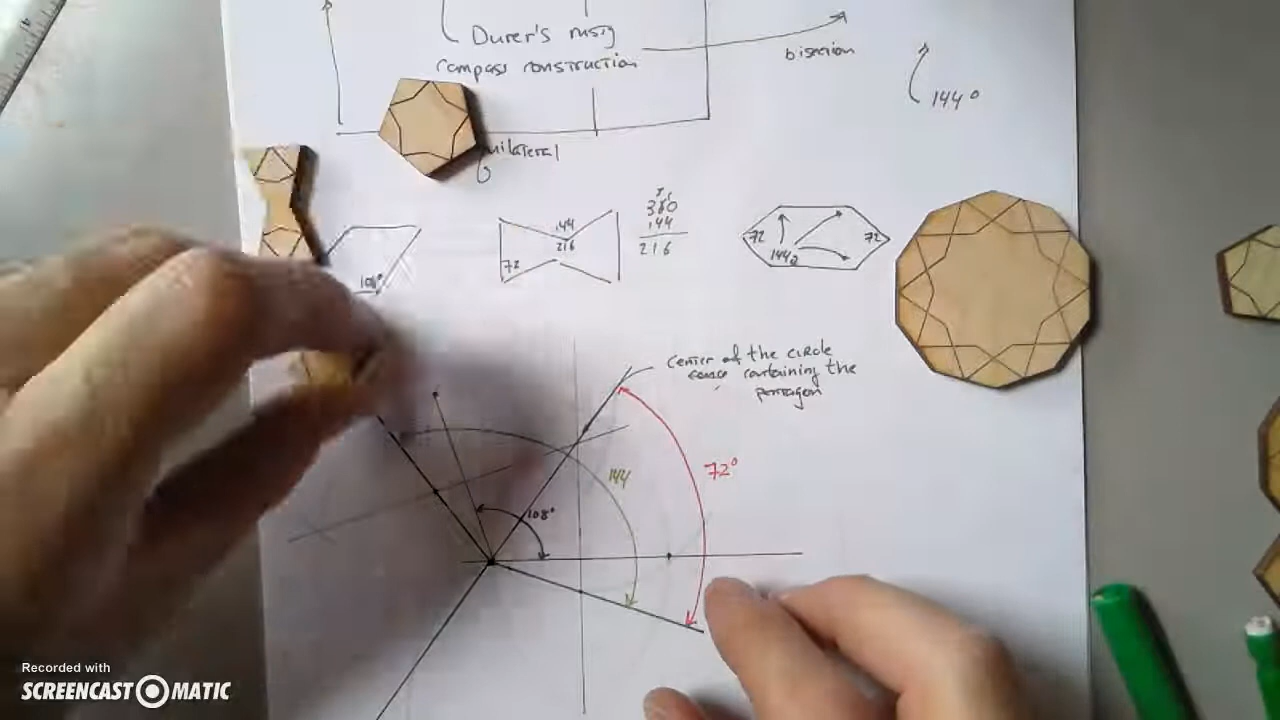 Durer's rusty
compass construction
bisection
144°
108°
144
216
72
360
144
216
72
144
72
center of the circle
containing the
pentagon
72°
144
108°
Recorded with
SCREENCAST MATIC